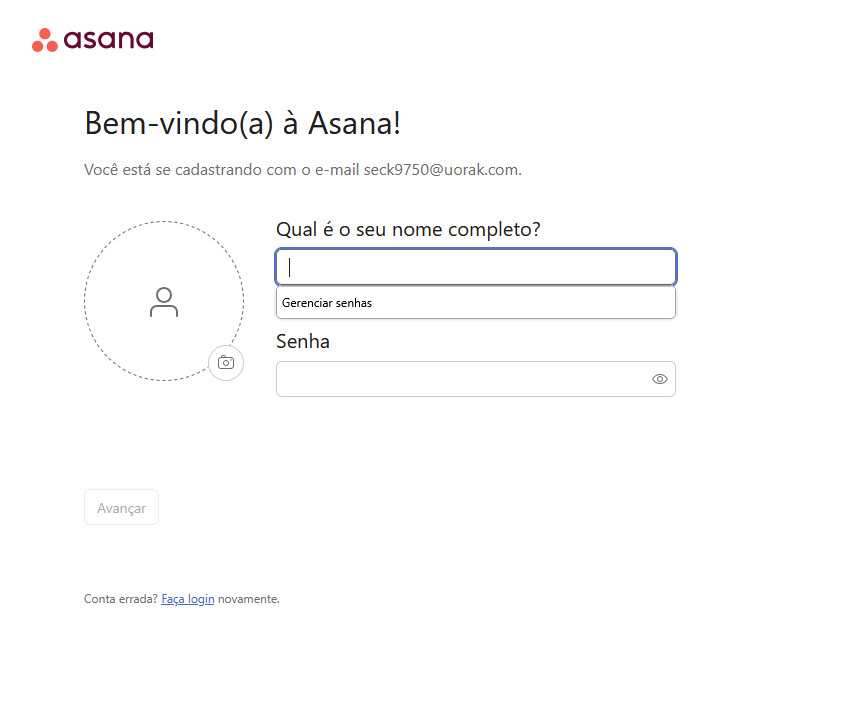 asana
Bem-vindo(a) à Asana!
Você está se cadastrando com o e-mail seck9750@uorak.com.
Qual é o seu nome completo?
Gerenciar senhas
Senha
Avançar
Conta errada? Faça login novamente.